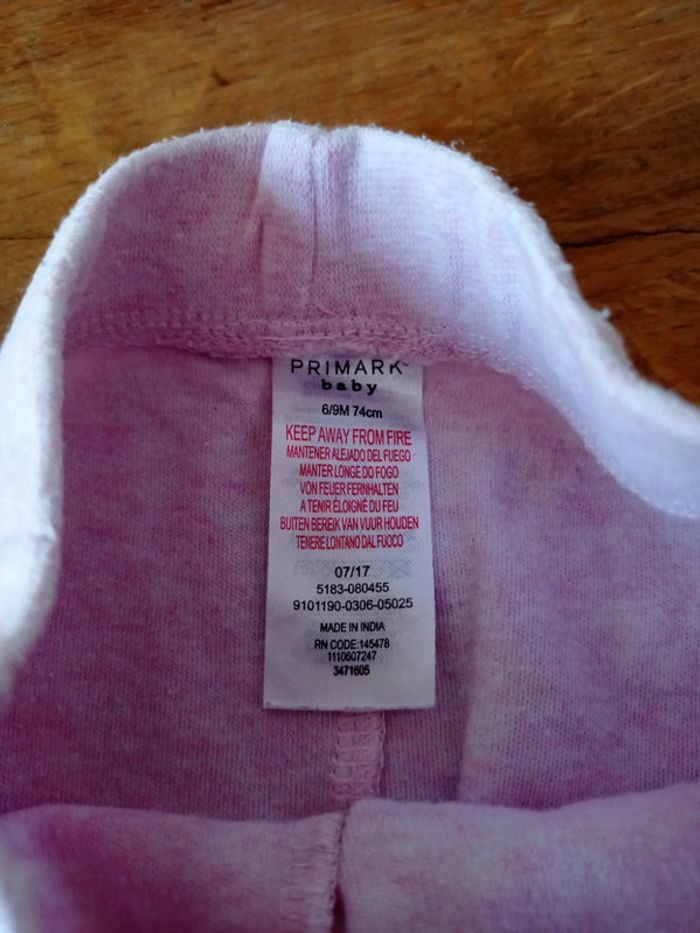 PRIMARK
baby
6/9M 74cm
KEEP AWAY FROM FIRE
MANTENER ALEJADO DEL FUEGO
MANTER LONGE DO FOGO
VON FEUER FERNHALTEN
A TENIR ÉLOIGNÉ DU FEU
BUITEN BEREIK VAN VUUR HOUDEN
TENERE LONTANO DAL FUOCO
07/17
5183-080455
9101190-0306-05025
MADE IN INDIA
RN CODE:145478
1110607247
3471605